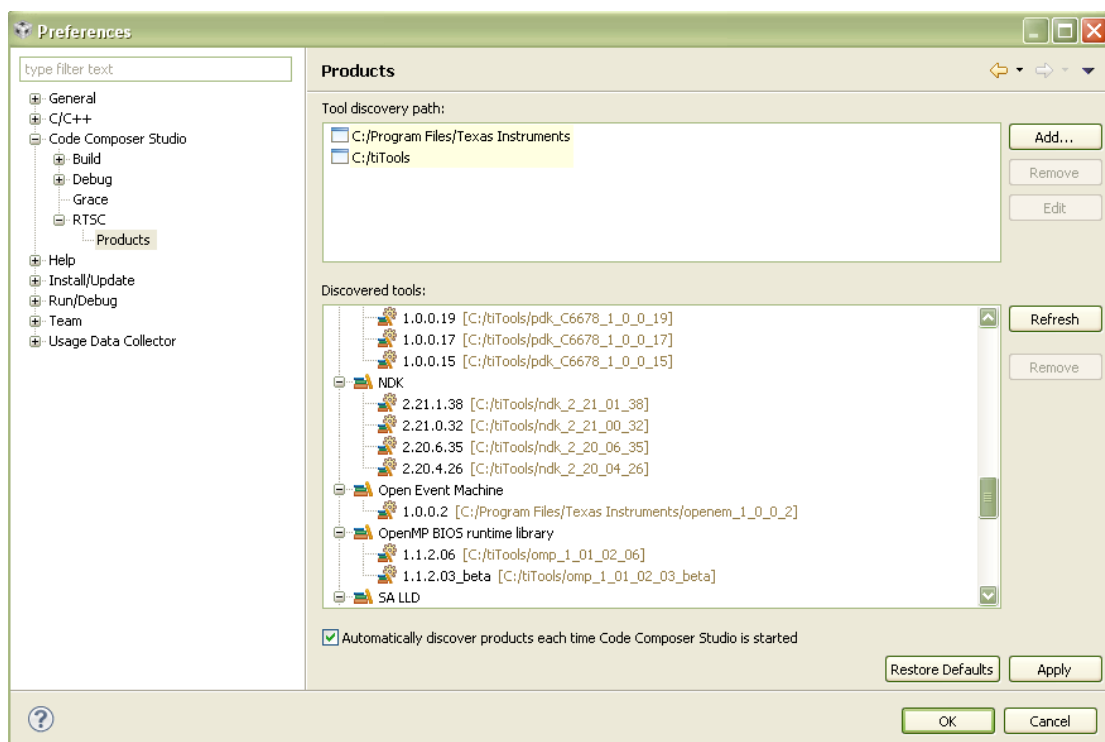 Preferences
type filter text
General
C/C++
Code Composer Studio
Build
Debug
Grace
RTSC
Products
Help
Install/Update
Run/Debug
Team
Usage Data Collector
Products
Tool discovery path:
C:/Program Files/Texas Instruments
C:/tiTools
Add...
Remove
Edit
Discovered tools:
1.0.0.19 [C:/tiTools/pdk_C6678_1_0_0_19]
1.0.0.17 [C:/tiTools/pdk_C6678_1_0_0_17]
1.0.0.15 [C:/tiTools/pdk_C6678_1_0_0_15]
NDK
2.21.1.38 [C:/tiTools/ndk_2_21_01_38]
2.21.0.32 [C:/tiTools/ndk_2_21_00_32]
2.20.6.35 [C:/tiTools/ndk_2_20_06_35]
2.20.4.26 [C:/tiTools/ndk_2_20_04_26]
Open Event Machine
1.0.0.2 [C:/Program Files/Texas Instruments/openem_1_0_0_2]
OpenMP BIOS runtime library
1.1.2.06 [C:/tiTools/omp_1_01_02_06]
1.1.2.03_beta [C:/tiTools/omp_1_01_02_03_beta]
SA LLD
Refresh
Remove
Automatically discover products each time Code Composer Studio is started
Restore Defaults
Apply
OK
Cancel